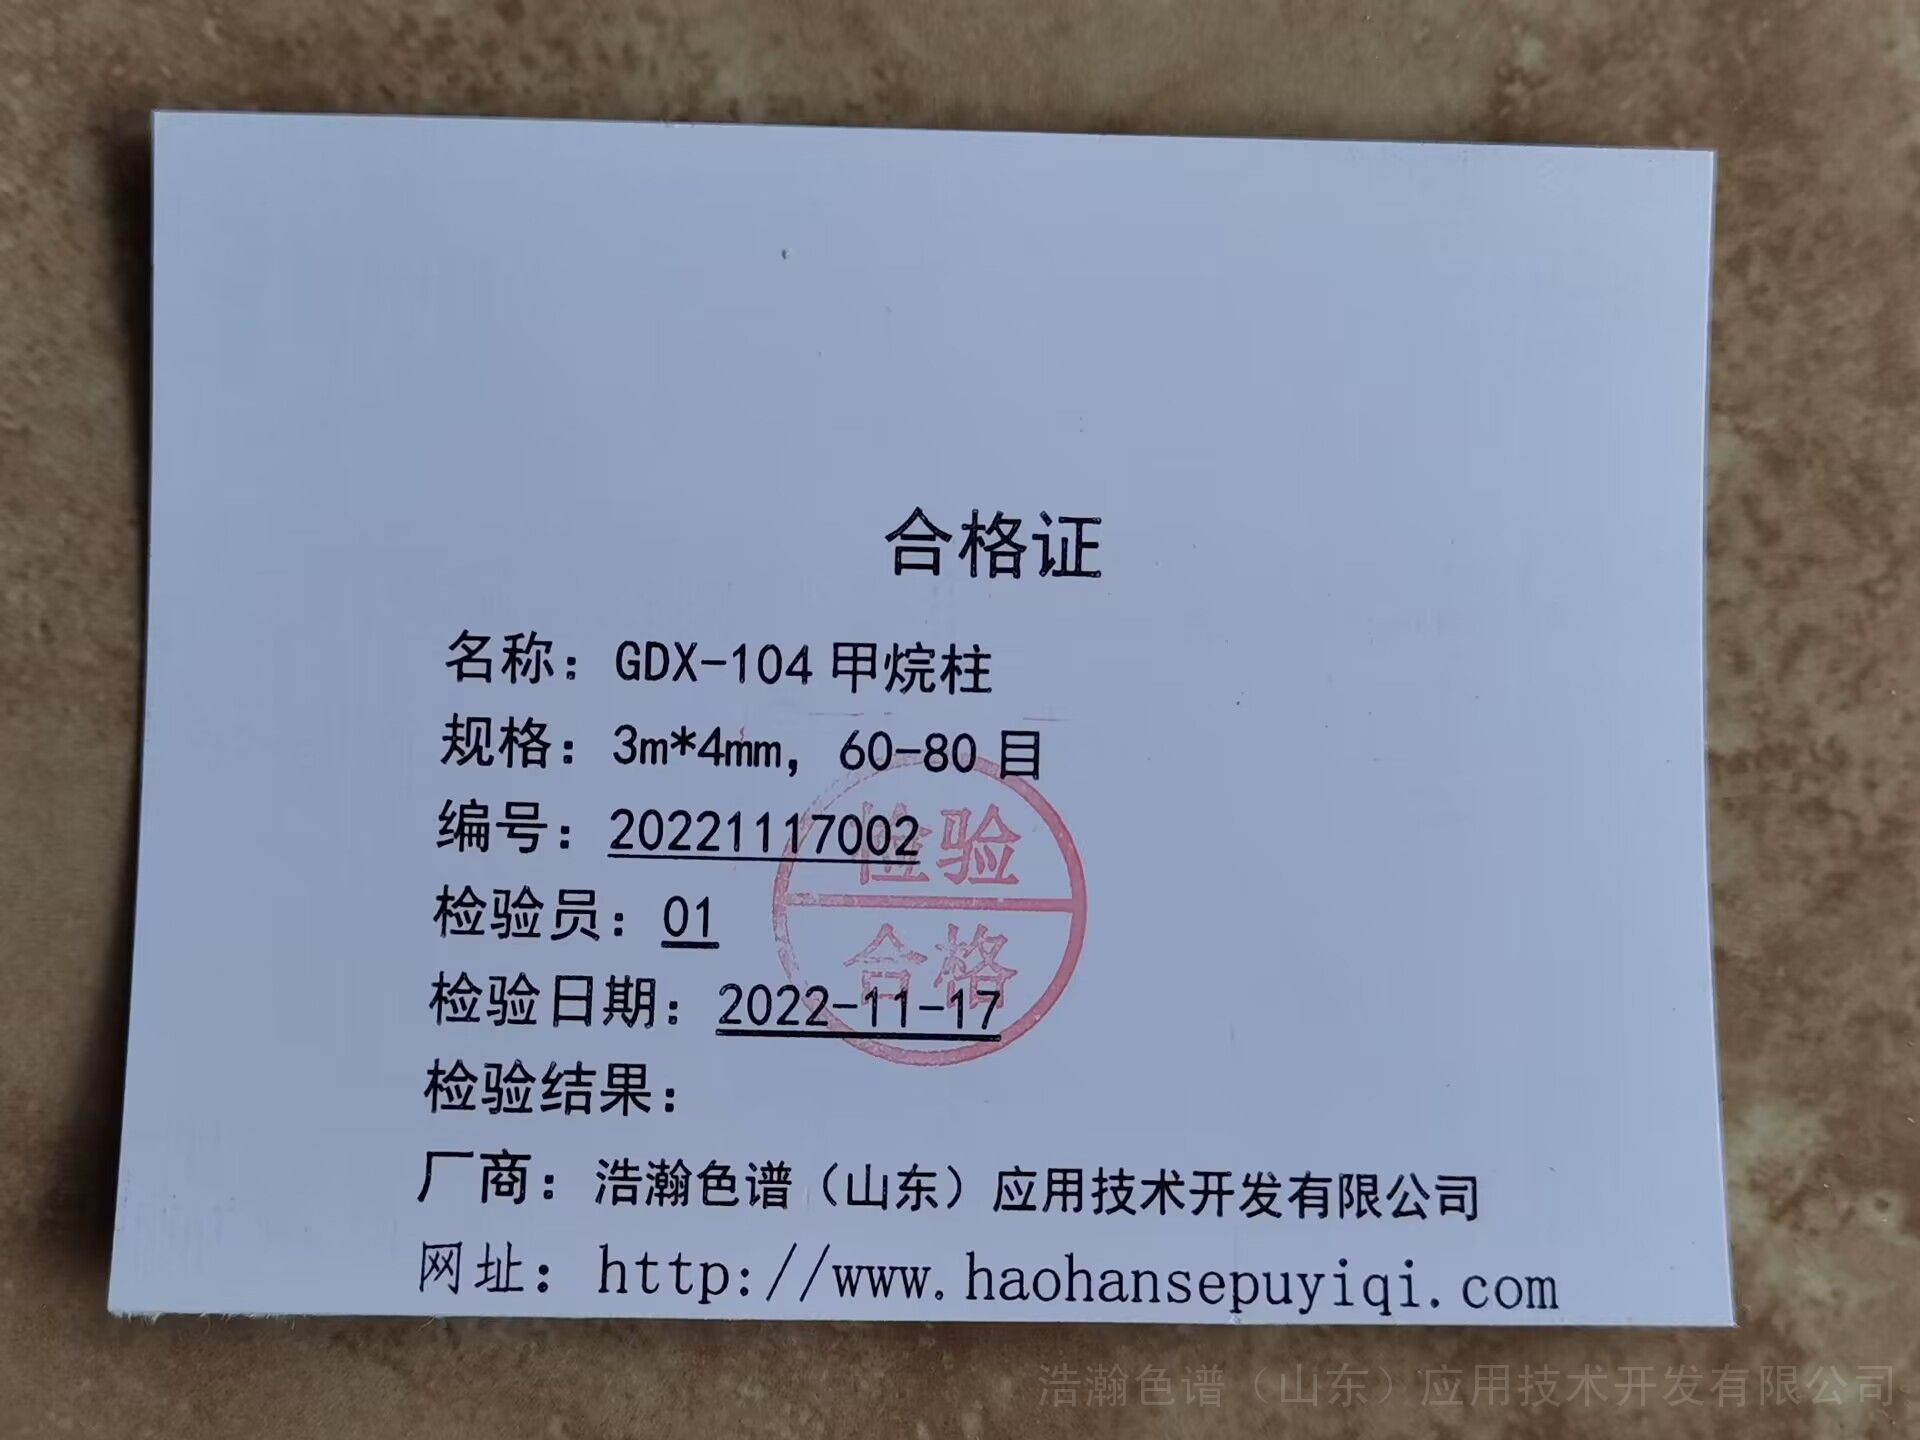 合格证
名称：GDX-104 甲烷柱
规格：3m*4mm，60-80 目
编号：20221117002
检验
检验员：01
合格
检验日期：2022-11-17
检验结果：
厂商：浩瀚色谱（山东）应用技术开发有限公司
网址：http://www.haohansepuyiqi.com
浩瀚色谱（山东）应用技术开发有限公司